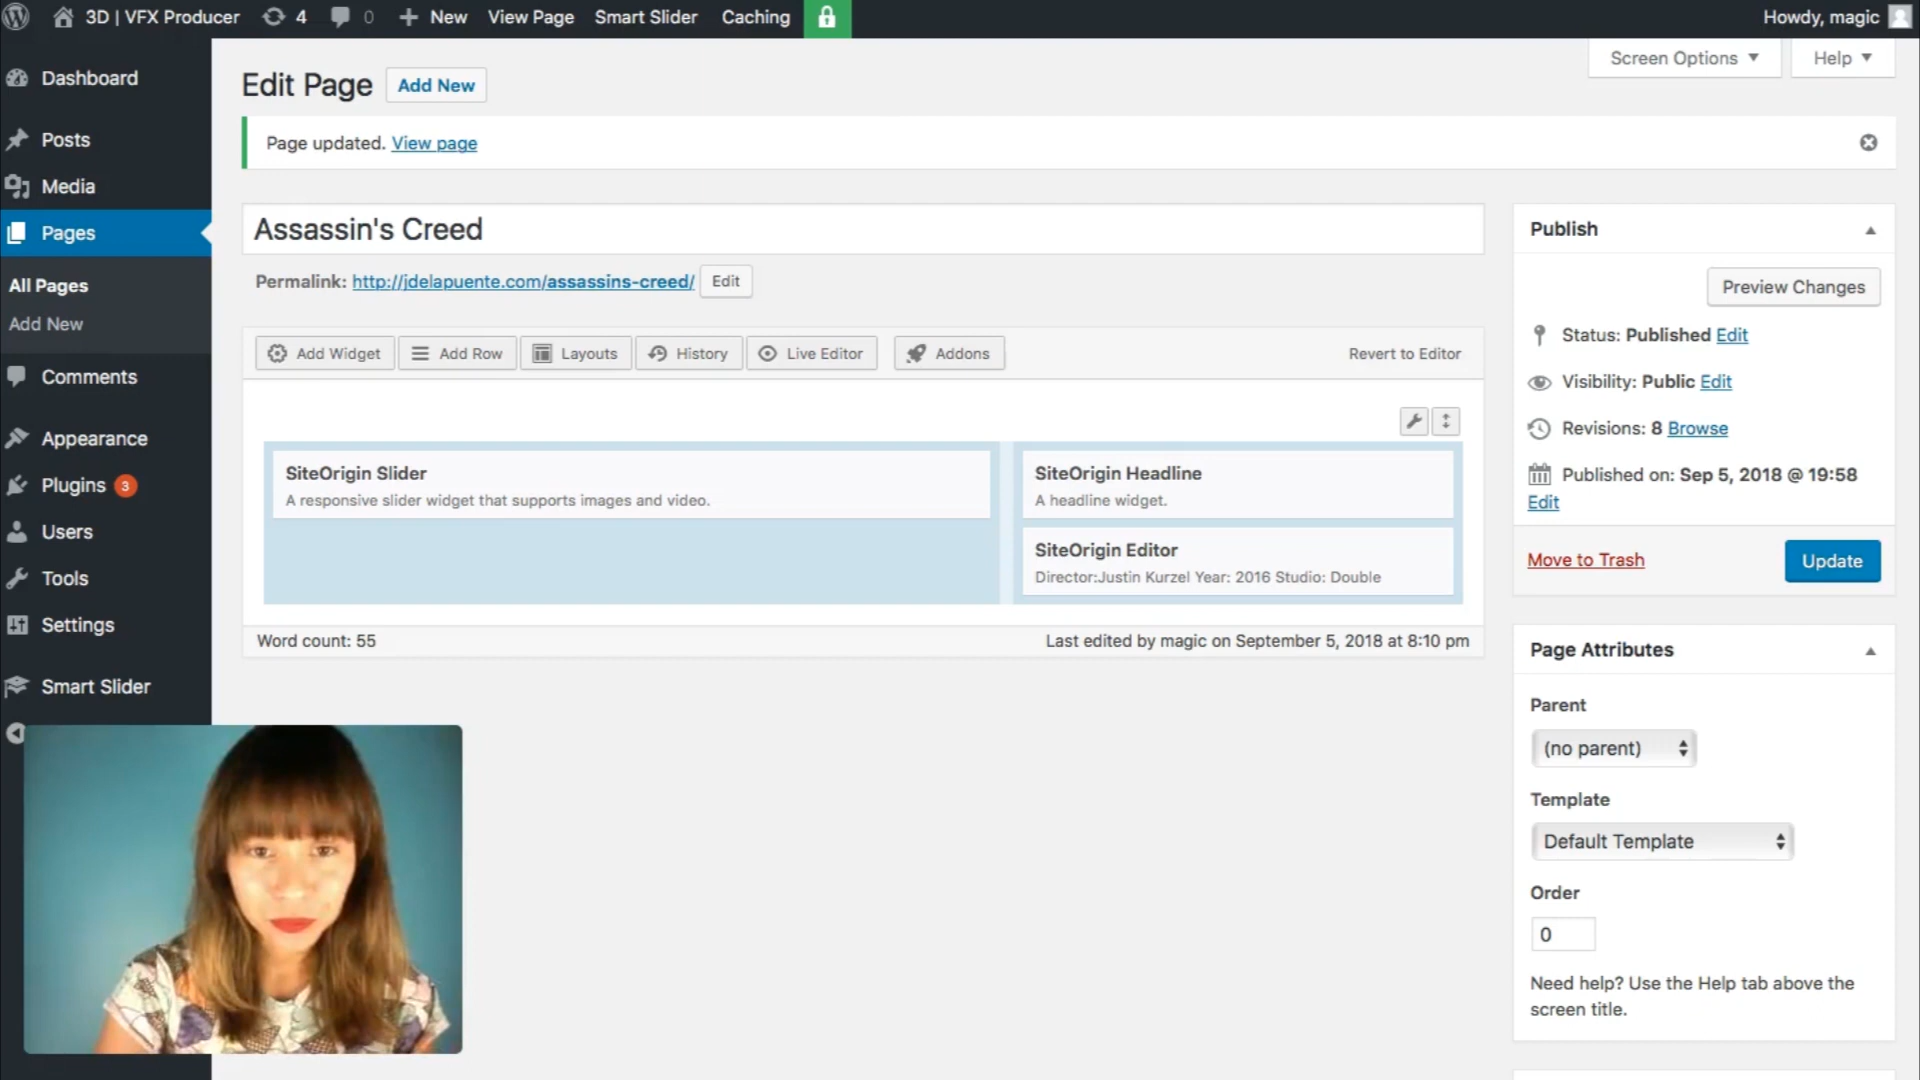 3D | VFX Producer 4 0 New View Page Smart Slider Caching Howdy, magic
Screen Options Help
Dashboard
Posts
Media
Pages
All Pages
Add New
Comments
Appearance
Plugins 3
Users
Tools
Settings
Smart Slider
Edit Page Add New
Page updated. View page
Assassin's Creed
Permalink: http://jdelapuente.com/assassins-creed/ Edit
Add Widget Add Row Layouts History Live Editor Addons Revert to Editor
SiteOrigin Slider
A responsive slider widget that supports images and video.
SiteOrigin Headline
A headline widget.
SiteOrigin Editor
Director:Justin Kurzel Year: 2016 Studio: Double
Word count: 55 Last edited by magic on September 5, 2018 at 8:10 pm
Publish
Preview Changes
Status: Published Edit
Visibility: Public Edit
Revisions: 8 Browse
Published on: Sep 5, 2018 @ 19:58
Edit
Move to Trash Update
Page Attributes
Parent
(no parent)
Template
Default Template
Order
0
Need help? Use the Help tab above the
screen title.